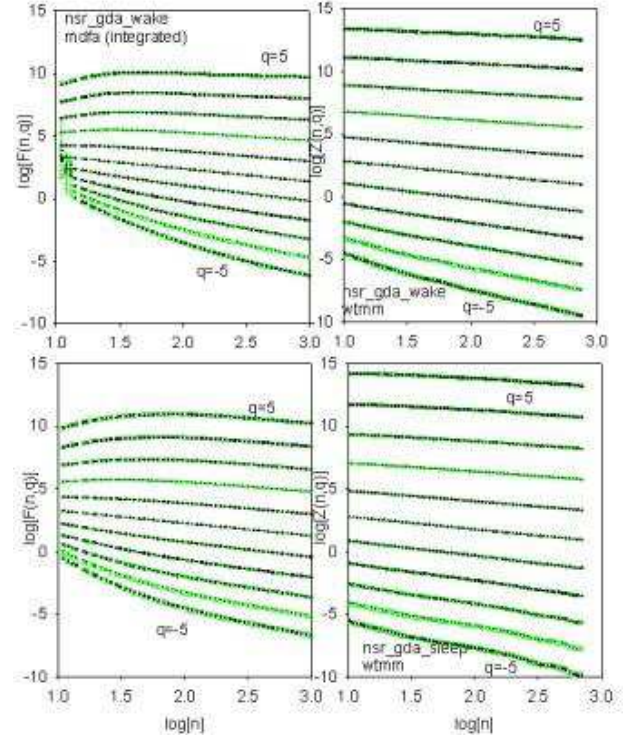 15
10
5
0
-5
-10
log[F(n,q)]
nsr_gda_wake
mdfa (integrated)
q=5
q=-5
1.0 1.5 2.0 2.5 3.0
15
10
5
0
-5
-10
log[Z(n,q)]
q=5
nsr_gda_wake
wtmm
q=-5
1.0 1.5 2.0 2.5 3.0
15
10
5
0
-5
-10
log[F(n,q)]
q=5
q=-5
1.0 1.5 2.0 2.5 3.0
log[n]
15
10
5
0
-5
-10
log[Z(n,q)]
q=5
nsr_gda_sleep
wtmm
q=-5
1.0 1.5 2.0 2.5 3.0
log[n]